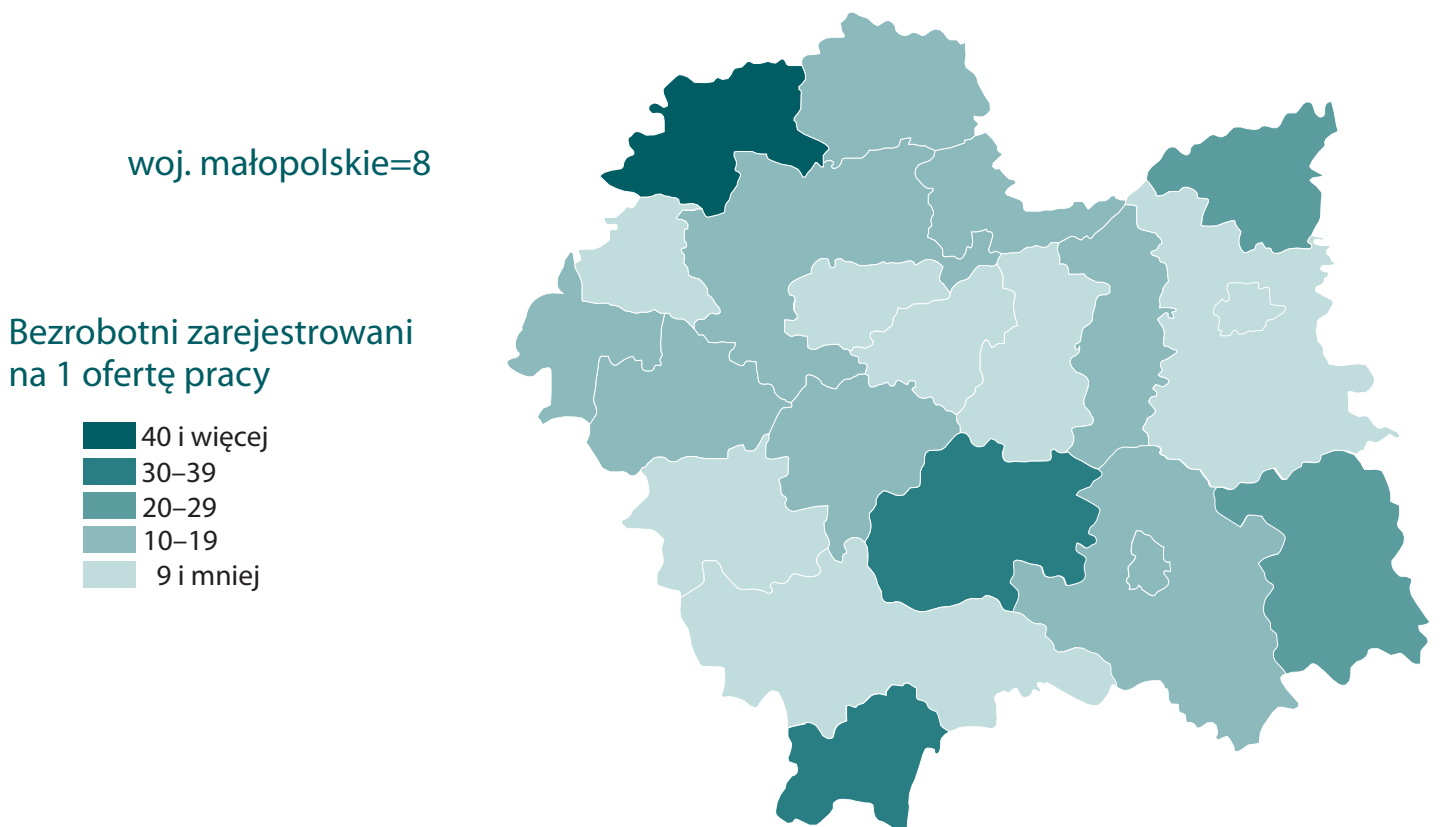 woj. małopolskie=8
Bezrobotni zarejestrowani
na 1 ofertę pracy
40 i więcej
30–39
20–29
10–19
9 i mniej